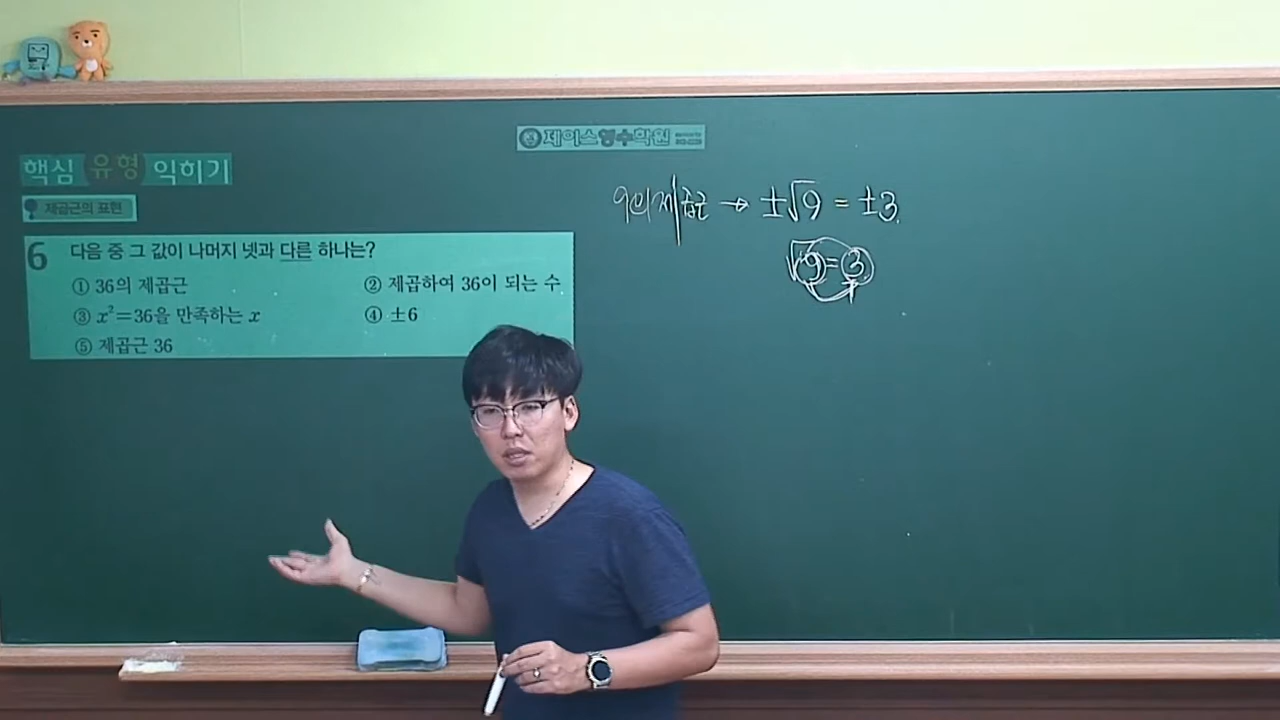 제이스영수학원
핵심 유형 익히기
제곱근의 표현
6 다음 중 그 값이 나머지 넷과 다른 하나는?
① 36의 제곱근 ② 제곱하여 36이 되는 수
③ x²=36을 만족하는 x ④ ±6
⑤ 제곱근 36
9의 제곱근 → ±√9 = ±3.
√9 = 3